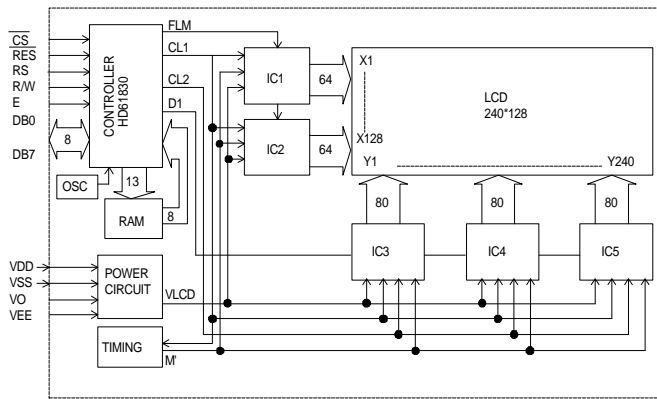 CS
RES
RS
R/W
E
DB0
8
DB7
CONTROLLER
HD61830
FLM
CL1
CL2
D1
OSC
13
RAM
8
IC1
64
IC2
64
X1
X128
LCD
240*128
Y1
Y240
80
80
80
IC3
IC4
IC5
VDD
VSS
VO
VEE
POWER
CIRCUIT
VLCD
TIMING
M'